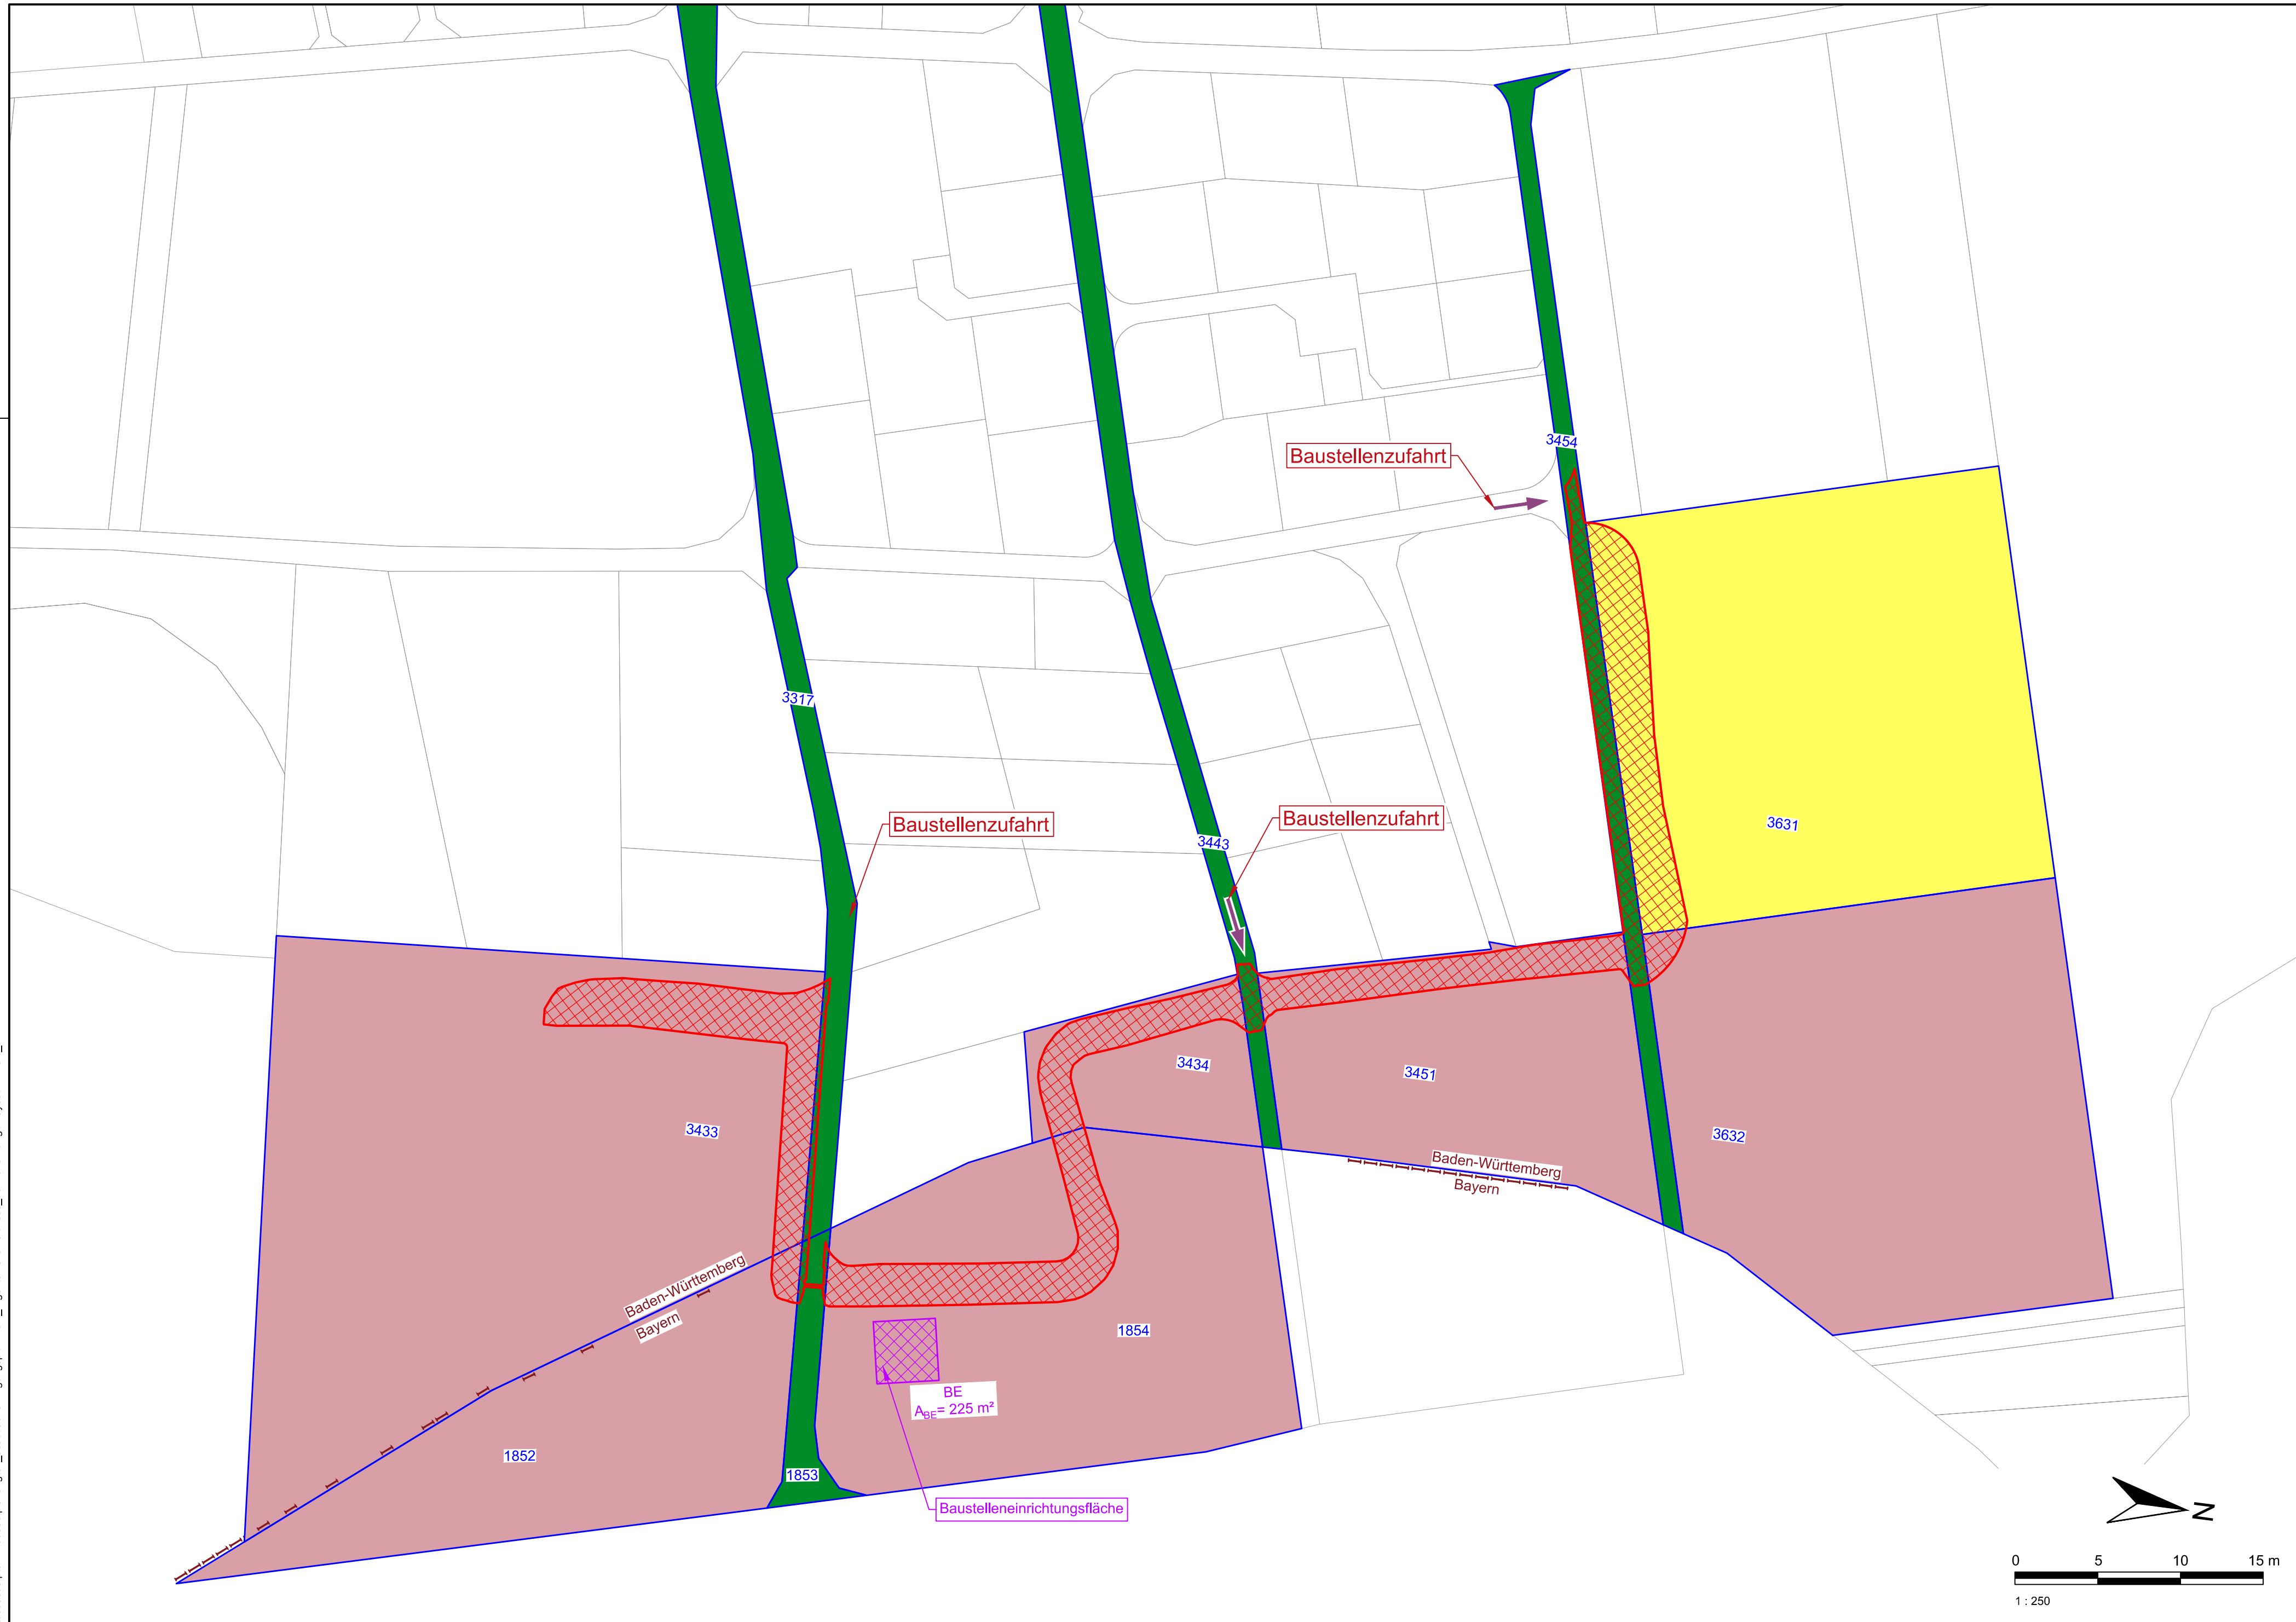 3454
Baustellenzufahrt
3317
3631
Baustellenzufahrt
Baustellenzufahrt
3443
3434
3451
3433
3632
Baden-Württemberg
Bayern
Baden-Württemberg
Bayern
1854
BE
ABE= 225 m²
1852
1853
Baustelleneinrichtungsfläche
N
0 5 10 15 m
1 : 250